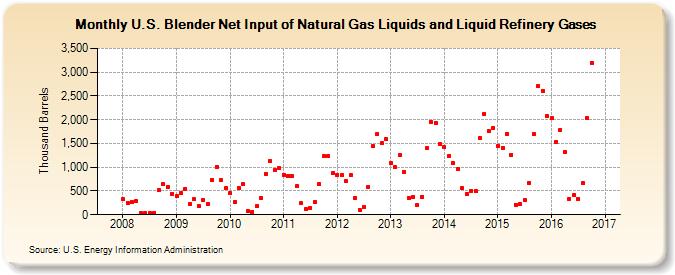 Monthly U.S. Blender Net Input of Natural Gas Liquids and Liquid Refinery Gases
Thousand Barrels
3,500
3,000
2,500
2,000
1,500
1,000
500
0
2008 2009 2010 2011 2012 2013 2014 2015 2016 2017
Source: U.S. Energy Information Administration